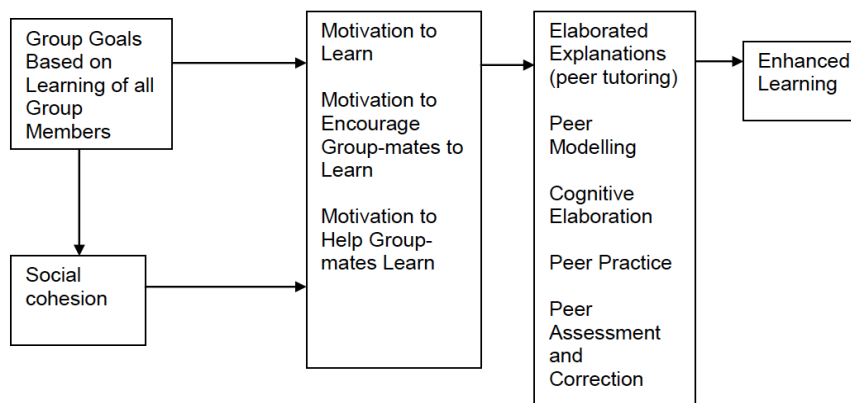 Group Goals
Based on
Learning of all
Group
Members
Social
cohesion
Motivation to
Learn
Motivation to
Encourage
Group-mates to
Learn
Motivation to
Help Group-
mates Learn
Elaborated
Explanations
(peer tutoring)
Peer
Modelling
Cognitive
Elaboration
Peer Practice
Peer
Assessment
and
Correction
Enhanced
Learning